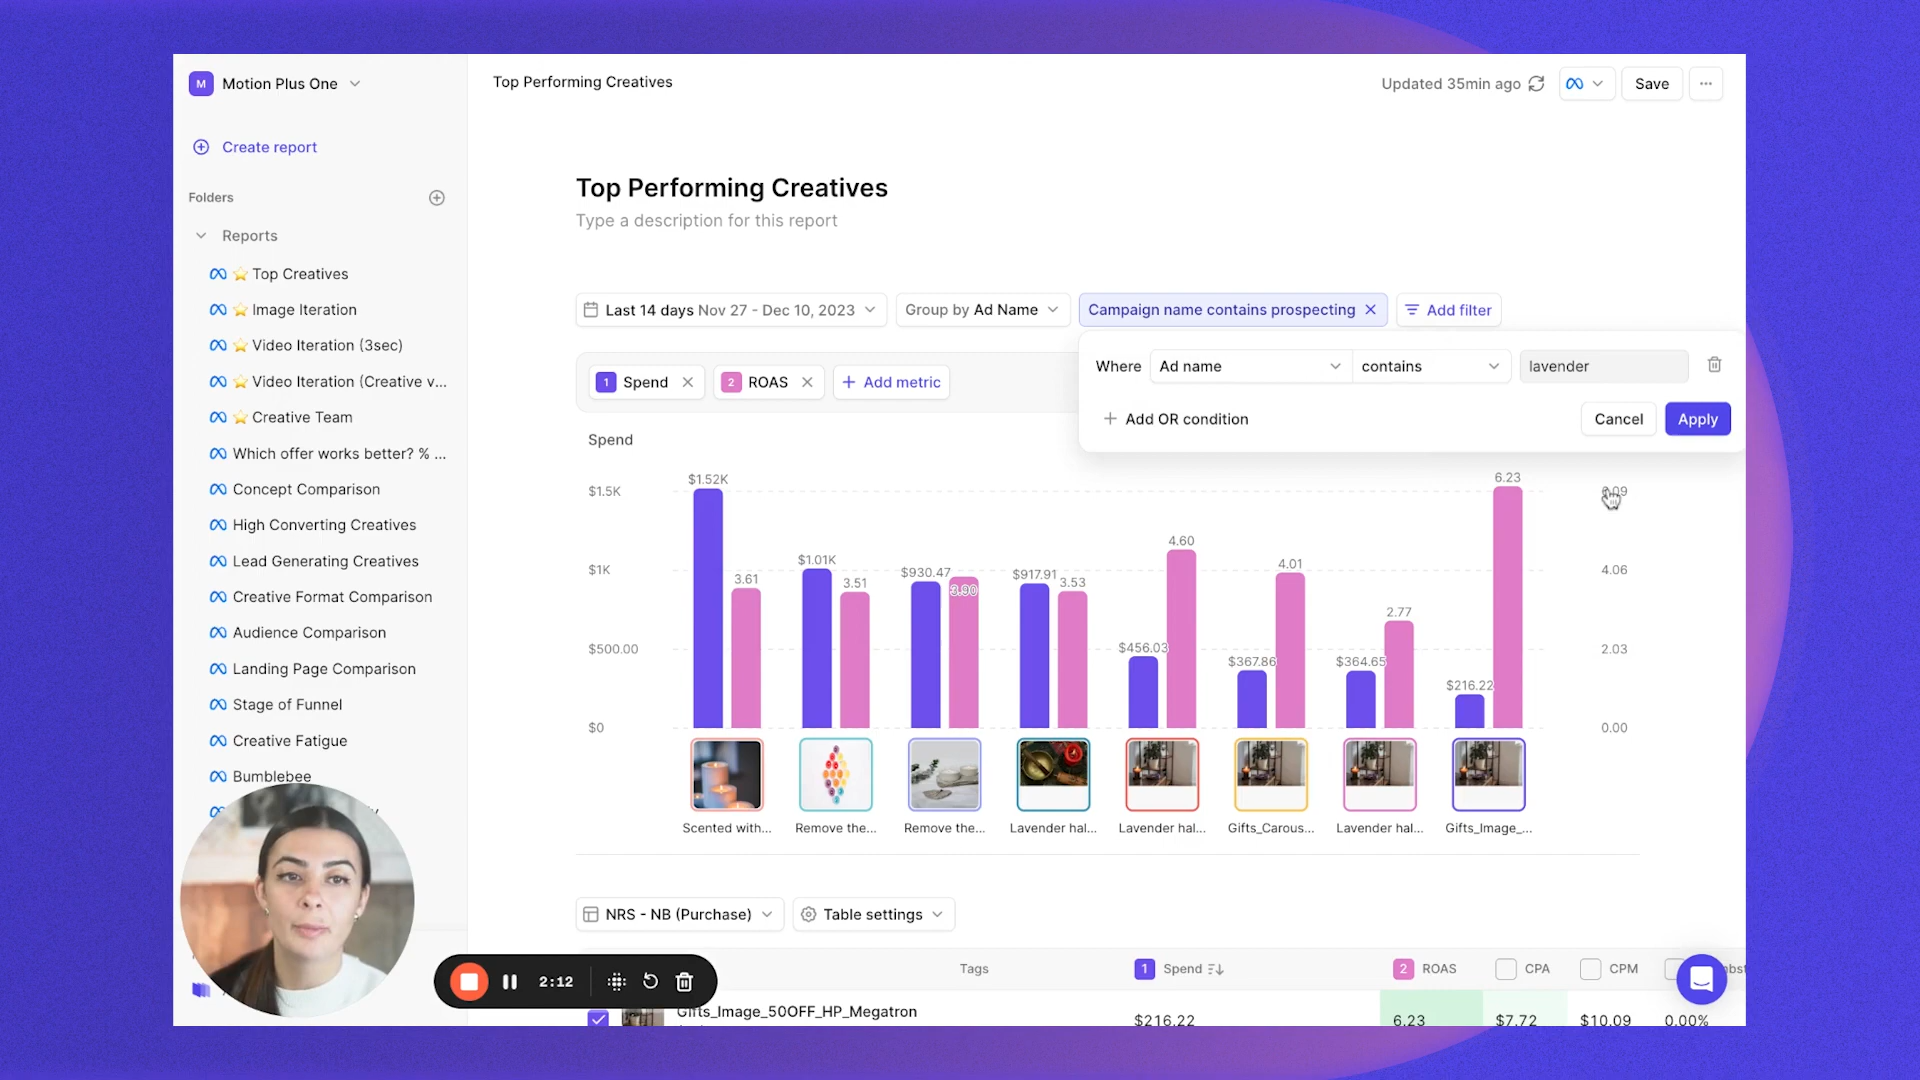 M Motion Plus One
Top Performing Creatives
Updated 35min ago
Save
Create report
Folders
Reports
Top Creatives
Image Iteration
Video Iteration (3sec)
Video Iteration (Creative v...
Creative Team
Which offer works better? % ...
Concept Comparison
High Converting Creatives
Lead Generating Creatives
Creative Format Comparison
Audience Comparison
Landing Page Comparison
Stage of Funnel
Creative Fatigue
Bumblebee
Top Performing Creatives
Type a description for this report
Last 14 days Nov 27 - Dec 10, 2023
Group by Ad Name
Campaign name contains prospecting
Add filter
Where Ad name contains lavender
Add OR condition
Cancel
Apply
1 Spend
2 ROAS
Add metric
Spend
$1.5K
$1K
$500.00
$0
$1.52K
3.61
$1.01K
3.51
$930.47
3.90
$917.91
3.53
$456.03
4.60
$367.86
4.01
$364.65
2.77
$216.22
6.23
4.06
2.03
0.00
Scented with...
Remove the...
Remove the...
Lavender hal...
Lavender hal...
Gifts_Carous...
Lavender hal...
Gifts_Image_...
NRS - NB (Purchase)
Table settings
Tags
1 Spend
2 ROAS
CPA
CPM
2:12
Gifts_Image_50OFF_HP_Megatron
$216.22
6.23
$7.72
$10.09
0.00%